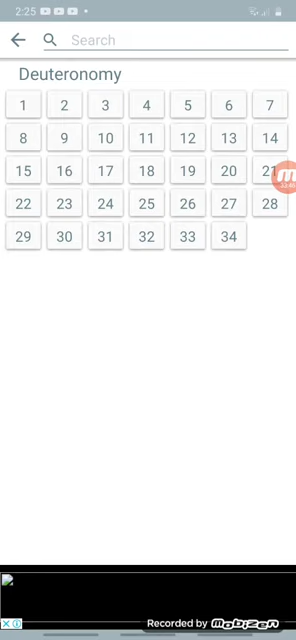 2:25
Search
Deuteronomy
1 2 3 4 5 6 7
8 9 10 11 12 13 14
15 16 17 18 19 20 21
22 23 24 25 26 27 28
29 30 31 32 33 34
Recorded by Mobizen